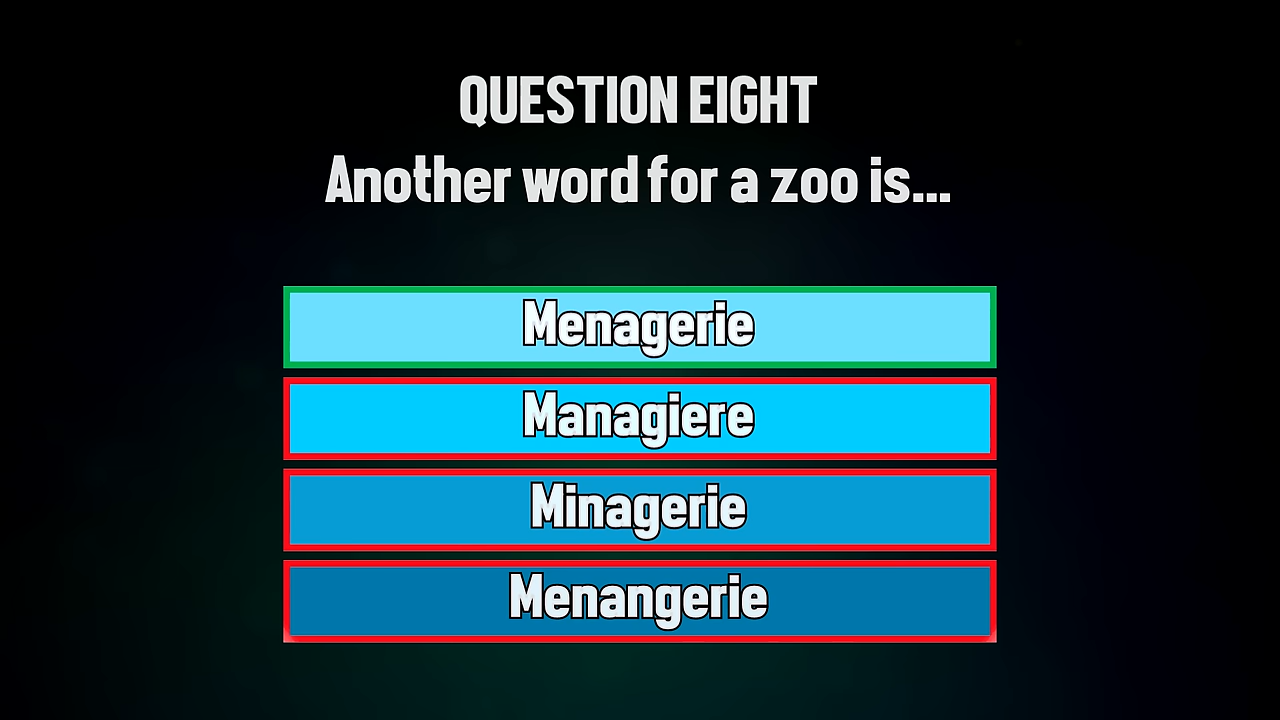 QUESTION EIGHT
Another word for a zoo is...
Menagerie
Managiere
Minagerie
Menangerie